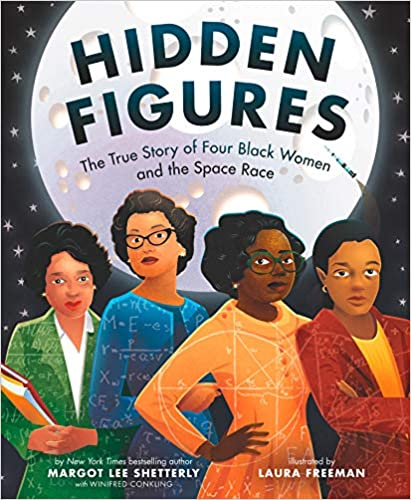 HIDDEN
FIGURES
The True Story of Four Black Women
and the Space Race
by New York Times bestselling author
MARGOT LEE SHETTERLY
with WINIFRED CONKLING
illustrated by
LAURA FREEMAN